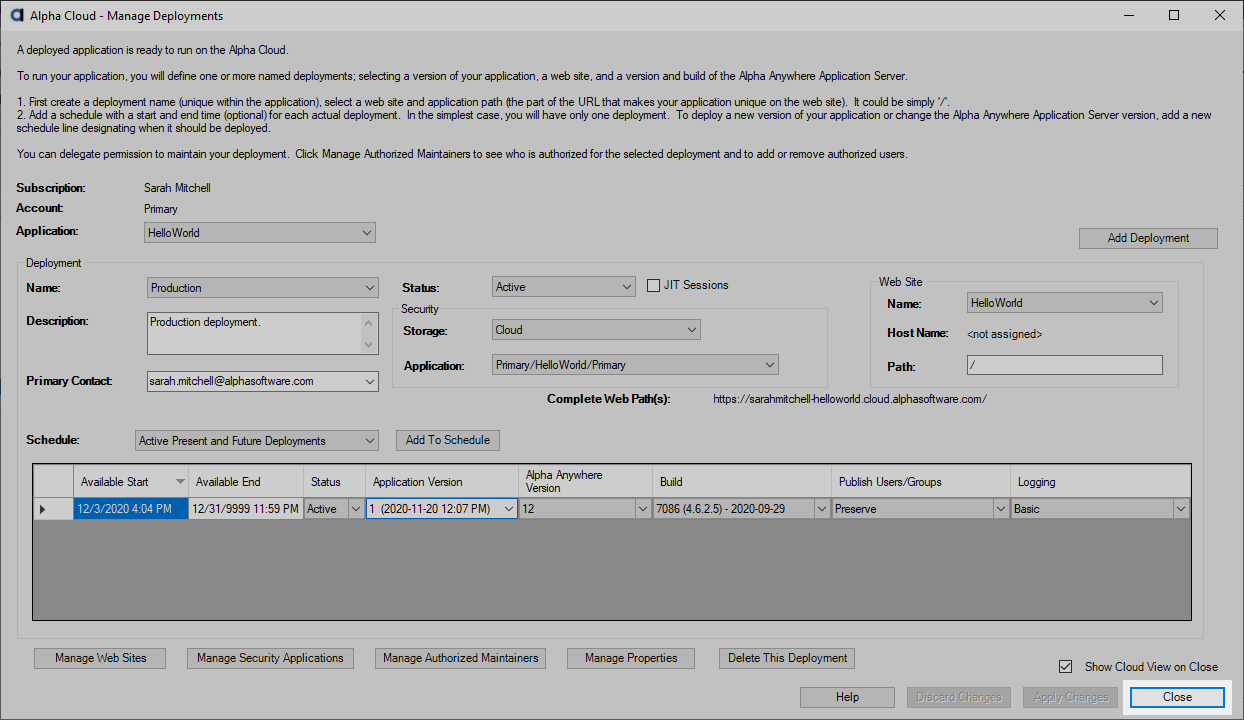 Alpha Cloud - Manage Deployments
A deployed application is ready to run on the Alpha Cloud.
To run your application, you will define one or more named deployments; selecting a version of your application, a web site, and a version and build of the Alpha Anywhere Application Server.
1. First create a deployment name (unique within the application), select a web site and application path (the part of the URL that makes your application unique on the web site).  It could be simply '/'.
2. Add a schedule with a start and end time (optional) for each actual deployment.  In the simplest case, you will have only one deployment.  To deploy a new version of your application or change the Alpha Anywhere Application Server version, add a new
schedule line designating when it should be deployed.
You can delegate permission to maintain your deployment.  Click Manage Authorized Maintainers to see who is authorized for the selected deployment and to add or remove authorized users.
Subscription: Sarah Mitchell
Account: Primary
Application: HelloWorld
Add Deployment
Deployment
Name: Production
Status: Active JIT Sessions
Web Site
Name: HelloWorld
Description: Production deployment.
Security
Storage: Cloud
Host Name: <not assigned>
Application: Primary/HelloWorld/Primary
Path: /
Primary Contact: sarah.mitchell@alphasoftware.com
Complete Web Path(s): https://sarahmitchell-helloworld.cloud.alphasoftware.com/
Schedule: Active Present and Future Deployments Add To Schedule
Available Start Available End Status Application Version Alpha Anywhere Version Build Publish Users/Groups Logging
12/3/2020 4:04 PM 12/31/9999 11:59 PM Active 1 (2020-11-20 12:07 PM) 12 7086 (4.6.2.5) - 2020-09-29 Preserve Basic
Manage Web Sites Manage Security Applications Manage Authorized Maintainers Manage Properties Delete This Deployment
Show Cloud View on Close
Help Discard Changes Apply Changes Close